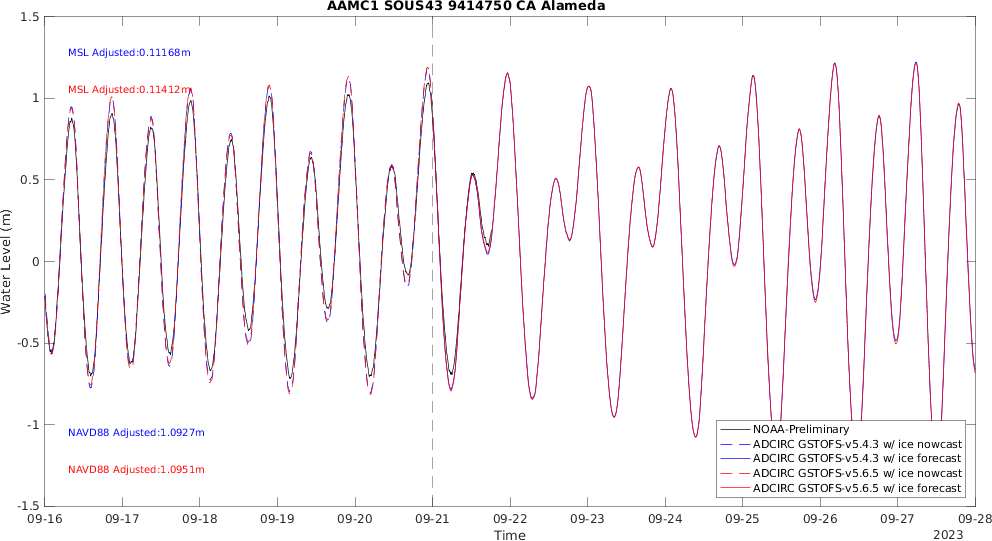 AAMC1 SOUS43 9414750 CA Alameda
1.5
MSL Adjusted:0.11168m
MSL Adjusted:0.11412m
1
0.5
Water Level (m)
0
-0.5
-1
NAVD88 Adjusted:1.0927m
NAVD88 Adjusted:1.0951m
-1.5
NOAA-Preliminary
ADCIRC GSTOFS-v5.4.3 w/ ice nowcast
ADCIRC GSTOFS-v5.4.3 w/ ice forecast
ADCIRC GSTOFS-v5.6.5 w/ ice nowcast
ADCIRC GSTOFS-v5.6.5 w/ ice forecast
09-16 09-17 09-18 09-19 09-20 09-21 09-22 09-23 09-24 09-25 09-26 09-27 09-28
Time
2023